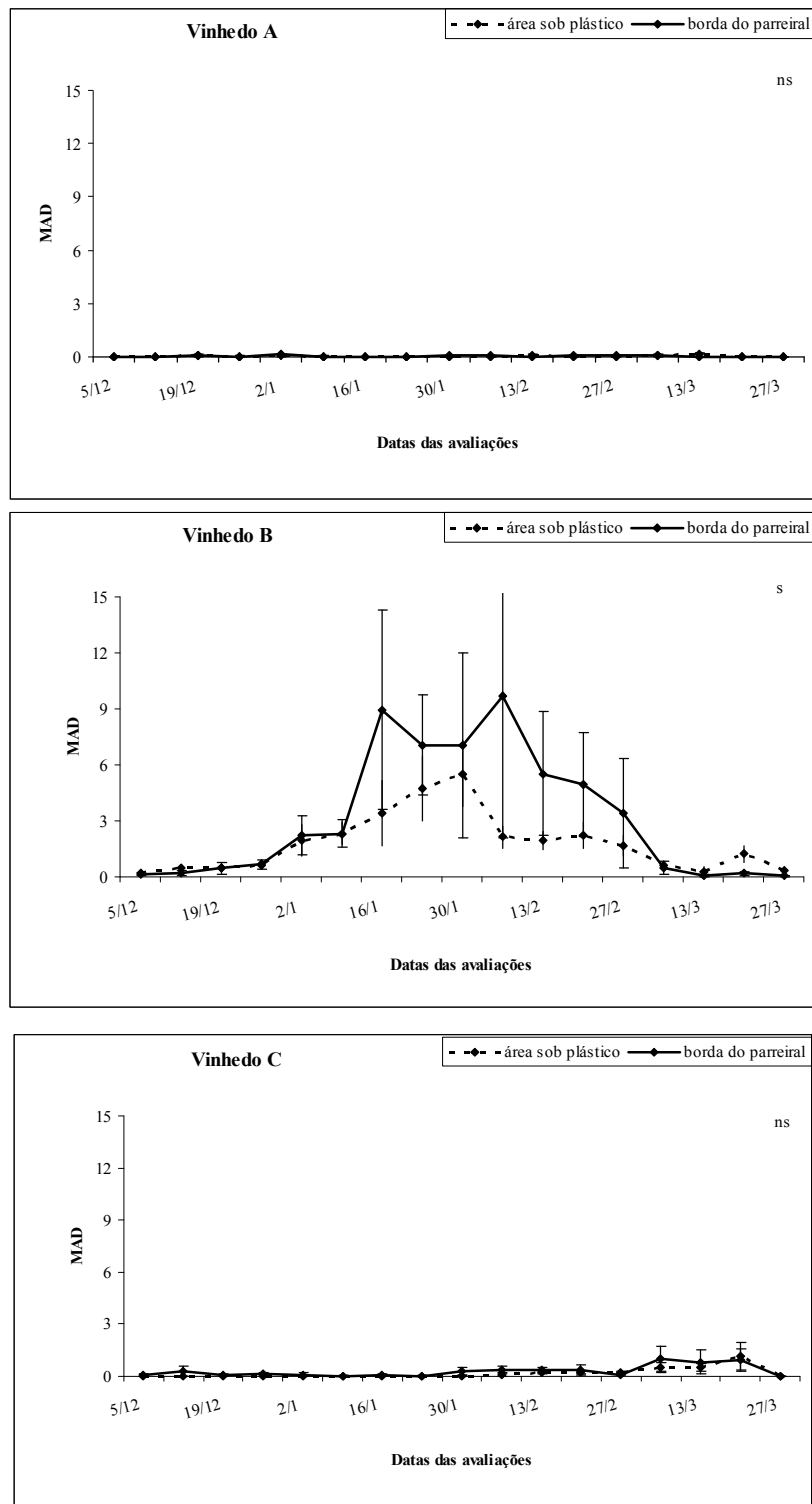 Vinhedo A
área sob plástico borda do parreiral
ns
15
12
9
6
3
0
MAD
5/12 19/12 2/1 16/1 30/1 13/2 27/2 13/3 27/3
Datas das avaliações
Vinhedo B
área sob plástico borda do parreiral
s
15
12
9
6
3
0
MAD
5/12 19/12 2/1 16/1 30/1 13/2 27/2 13/3 27/3
Datas das avaliações
Vinhedo C
área sob plástico borda do parreiral
ns
15
12
9
6
3
0
MAD
5/12 19/12 2/1 16/1 30/1 13/2 27/2 13/3 27/3
Datas das avaliações